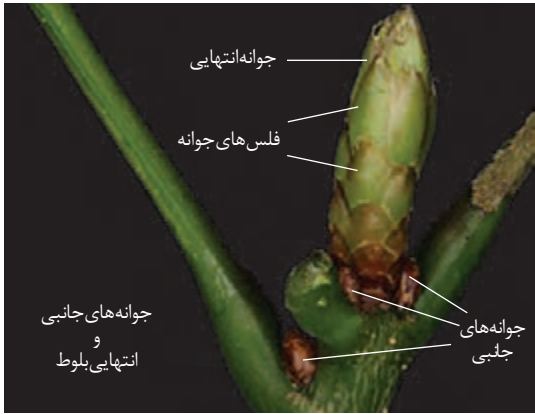 جوانه‌انتهایی
فلس‌های جوانه
جوانه‌های
جانبی
جوانه‌های جانبی
و
انتهایی بلوط